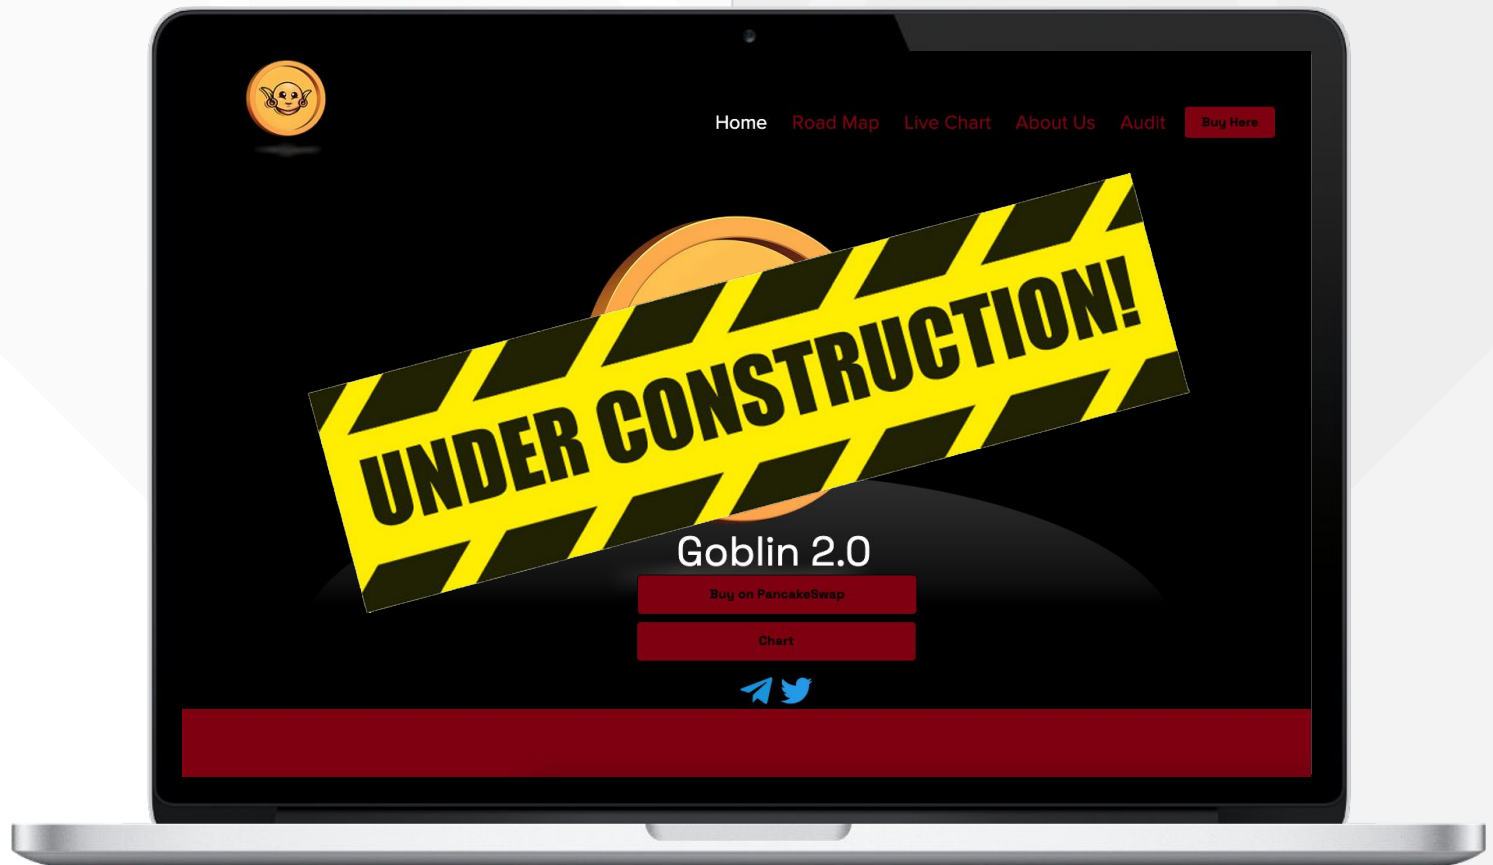 Home Road Map Live Chart About Us Audit Buy Here
UNDER CONSTRUCTION!
Goblin 2.0
Buy on PancakeSwap
Chart